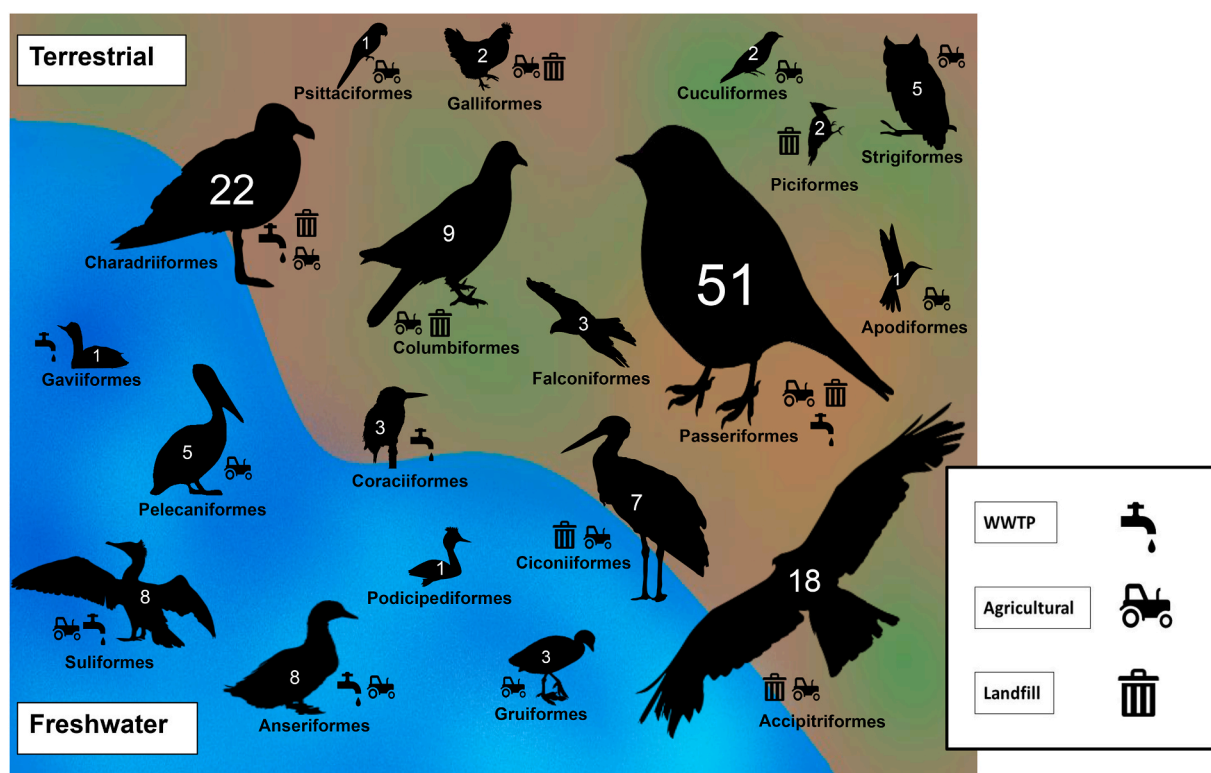 Terrestrial
1
Psittaciformes
2
Galliformes
2
Cuculiformes
5
Strigiformes
2
Piciformes
22
Charadriiformes
9
Columbiformes
3
Falconiformes
51
Passeriformes
1
Apodiformes
1
Gaviiformes
5
Pelecaniformes
3
Coraciiformes
7
Ciconiiformes
1
Podicipediformes
8
Suliformes
8
Anseriformes
3
Gruiformes
18
Accipitriformes
Freshwater
WWTP
Agricultural
Landfill